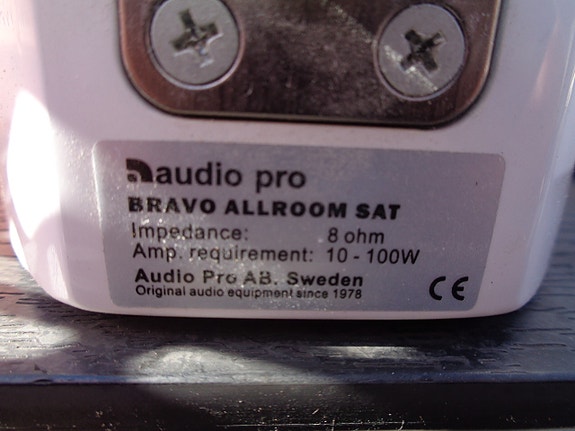 audio pro
BRAVO ALLROOM SAT
Impedance: 8 ohm
Amp. requirement: 10 - 100W
Audio Pro AB. Sweden
Original audio equipment since 1978
CE